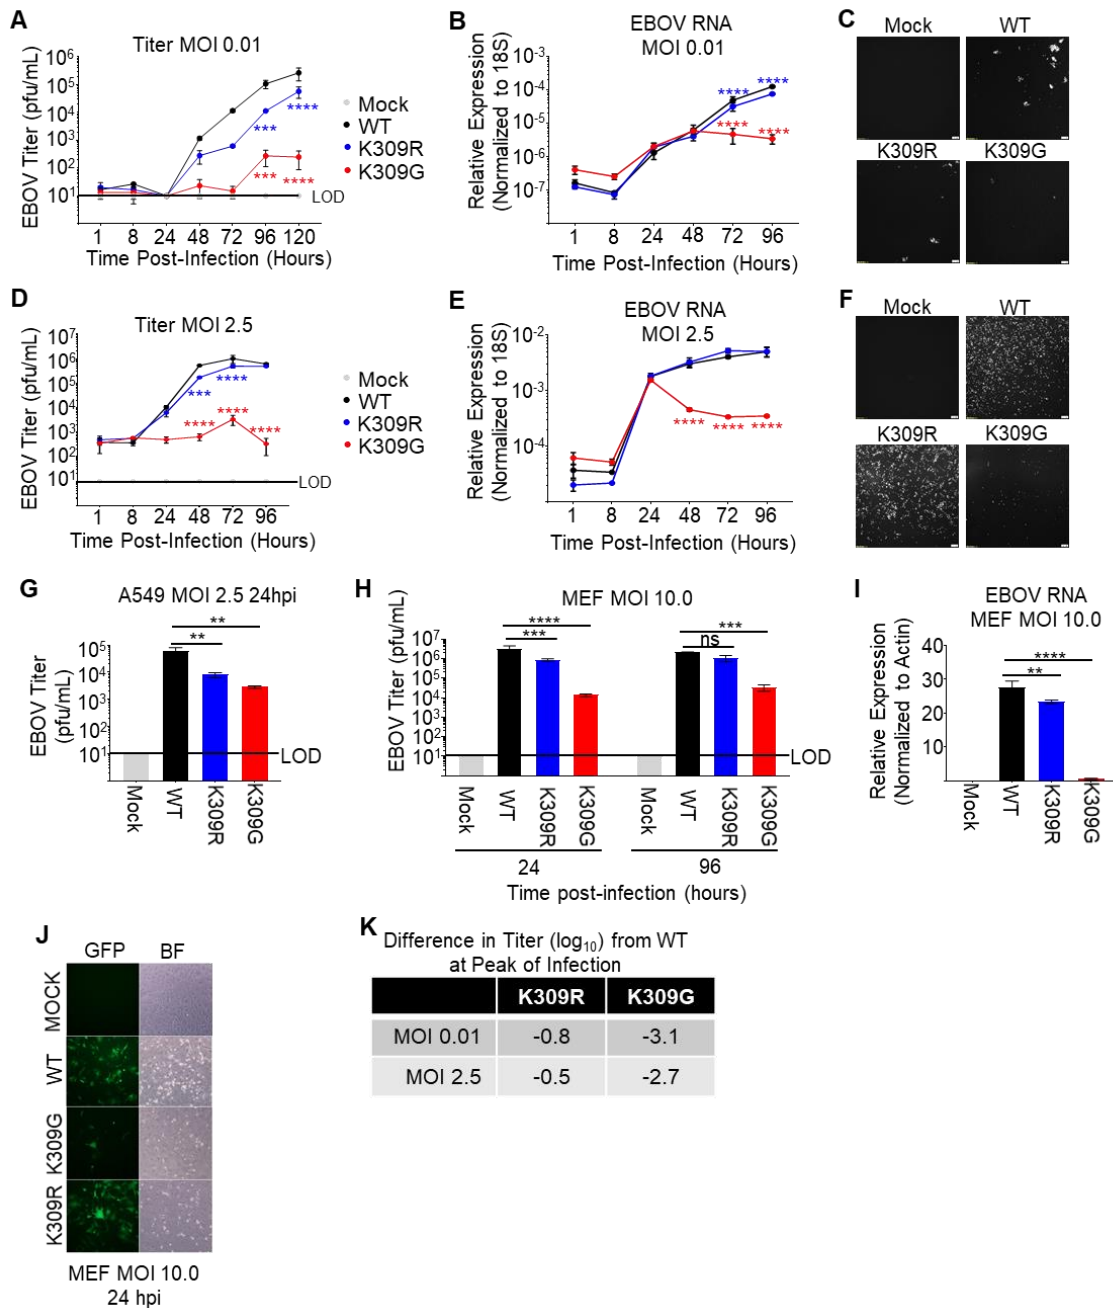 A
Titer MOI 0.01
EBOV Titer (pfu/mL)
10⁶
10⁵
10⁴
10³
10²
10¹
****
***
***
****
LOD
1 8 24 48 72 96 120
Time Post-Infection (Hours)
Mock
WT
K309R
K309G
B
EBOV RNA
MOI 0.01
Relative Expression
(Normalized to 18S)
10⁻³
10⁻⁴
10⁻⁵
10⁻⁶
10⁻⁷
**** ****
**** ****
1 8 24 48 72 96
Time Post-Infection (Hours)
C
Mock WT
K309R K309G
D
Titer MOI 2.5
EBOV Titer (pfu/mL)
10⁷
10⁶
10⁵
10⁴
10³
10²
10¹
*** ****
**** **** ****
LOD
1 8 24 48 72 96
Time Post-Infection (Hours)
Mock
WT
K309R
K309G
E
EBOV RNA
MOI 2.5
Relative Expression
(Normalized to 18S)
10⁻²
10⁻³
10⁻⁴
**** **** ****
1 8 24 48 72 96
Time Post-Infection (Hours)
F
Mock WT
K309R K309G
G
A549 MOI 2.5 24hpi
EBOV Titer
(pfu/mL)
10⁵
10⁴
10³
10²
10¹
**
**
LOD
Mock WT K309R K309G
H
MEF MOI 10.0
EBOV Titer (pfu/mL)
10⁷
10⁶
10⁵
10⁴
10³
10²
10¹
****
***
***
ns
LOD
Mock WT K309R K309G Mock WT K309R K309G
24 96
Time post-infection (hours)
I
EBOV RNA
MEF MOI 10.0
Relative Expression
(Normalized to Actin)
40
30
20
10
****
**
Mock WT K309R K309G
J
GFP BF
MOCK
WT
K309G
K309R
MEF MOI 10.0
24 hpi
K
Difference in Titer (log₁₀) from WT
at Peak of Infection
K309R K309G
MOI 0.01 -0.8 -3.1
MOI 2.5 -0.5 -2.7